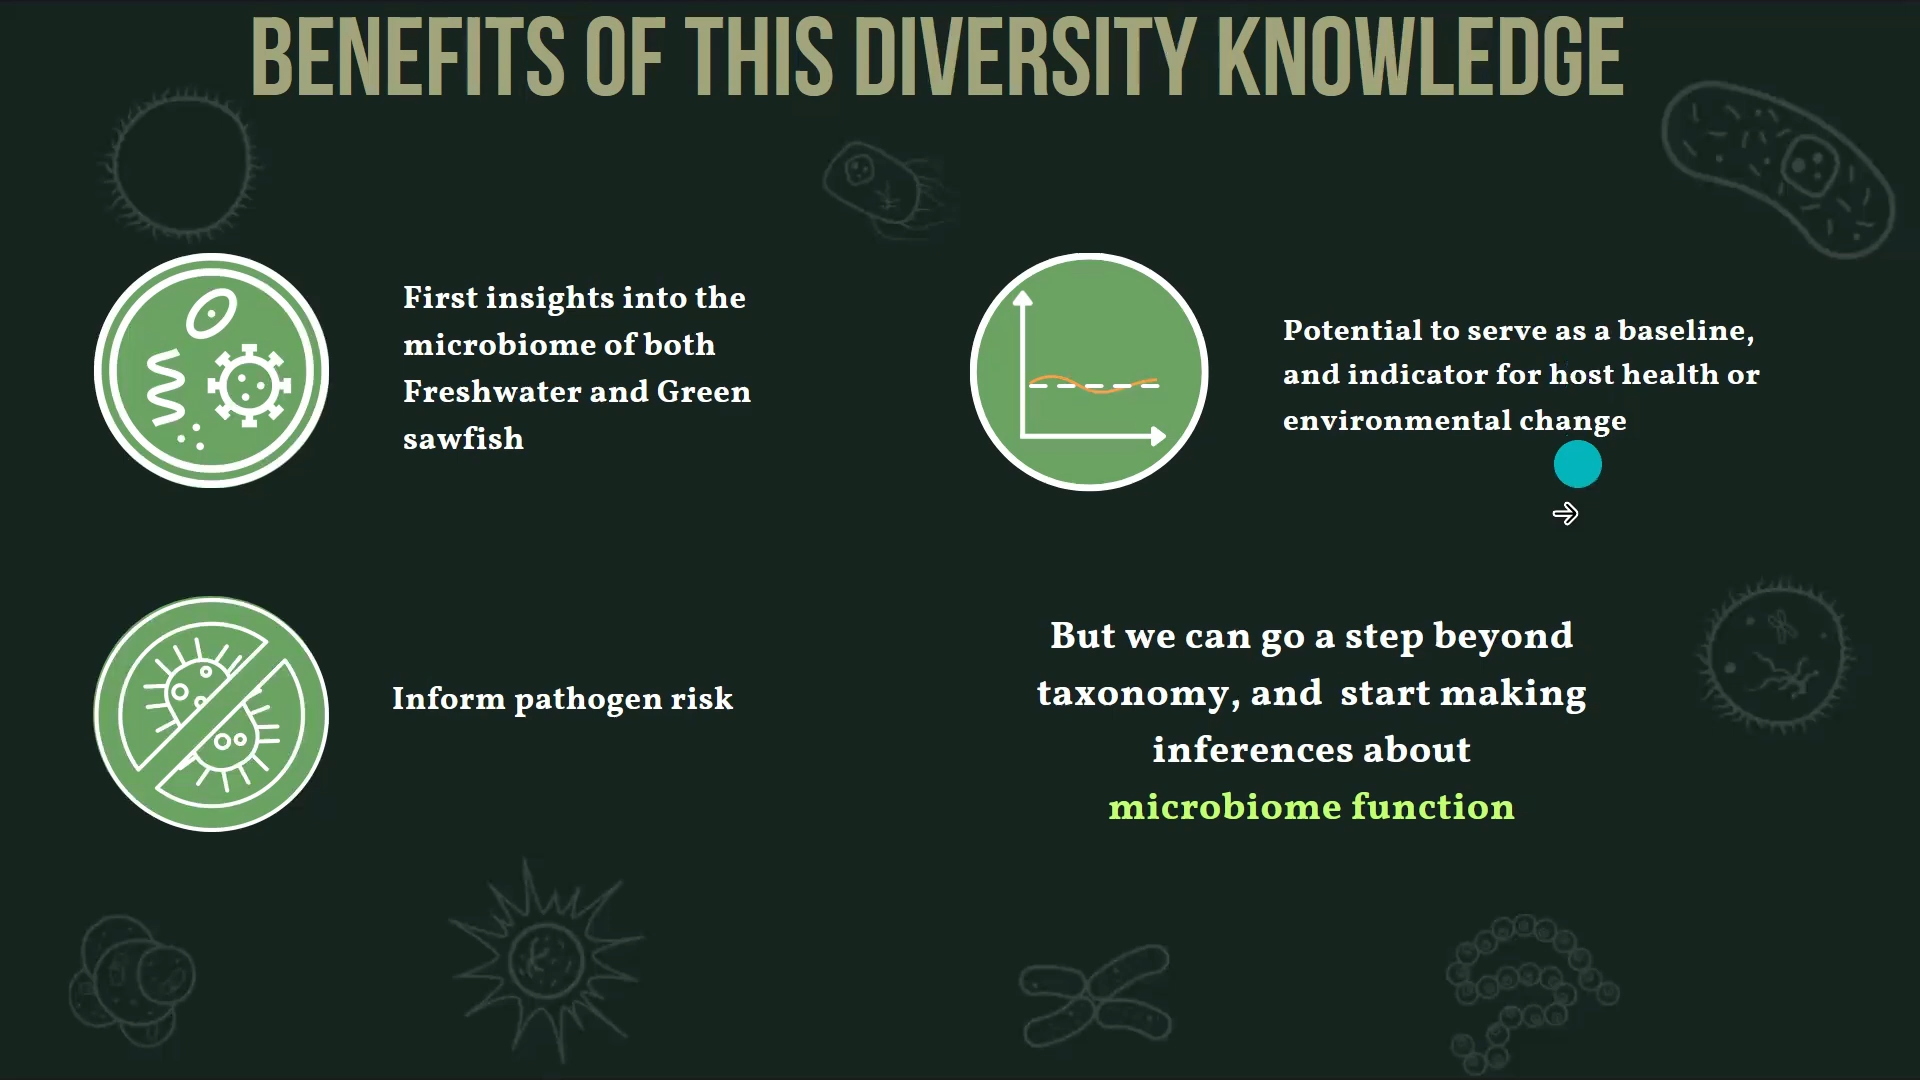 BENEFITS OF THIS DIVERSITY KNOWLEDGE
First insights into the
microbiome of both
Freshwater and Green
sawfish
Potential to serve as a baseline,
and indicator for host health or
environmental change
Inform pathogen risk
But we can go a step beyond
taxonomy, and start making
inferences about
microbiome function